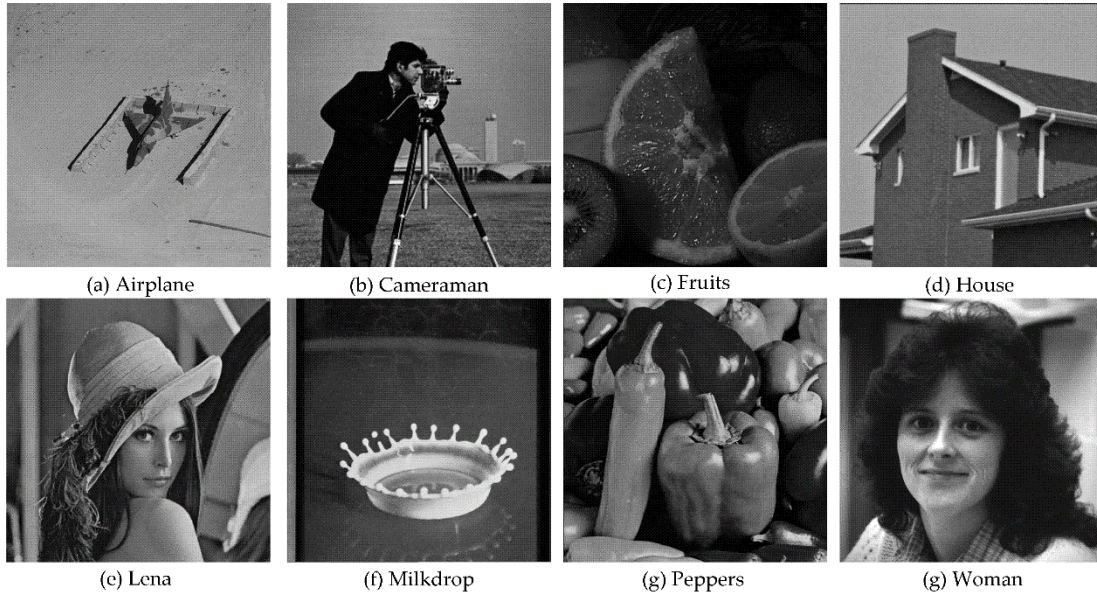 (a) Airplane
(b) Cameraman
(c) Fruits
(d) House
(e) Lena
(f) Milkdrop
(g) Peppers
(g) Woman